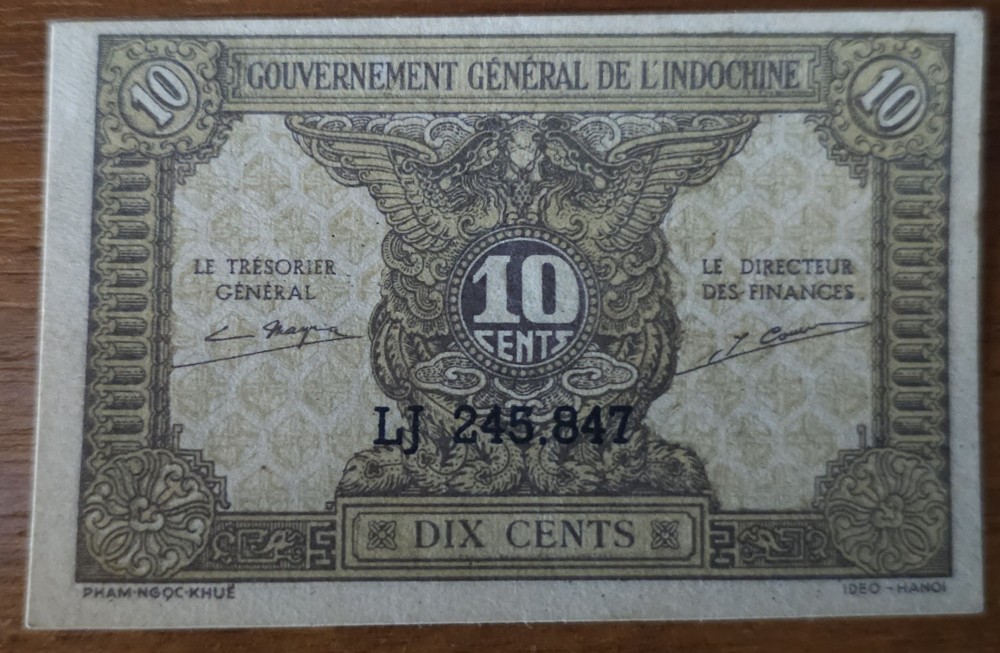 10 GOUVERNEMENT GÉNÉRAL DE L'INDOCHINE 10
LE TRÉSORIER
GÉNÉRAL
10
CENTS
LE DIRECTEUR
DES FINANCES
LJ 245.847
DIX CENTS
PHAM-NGỌC-KHUÊ
IDEO - HANOI